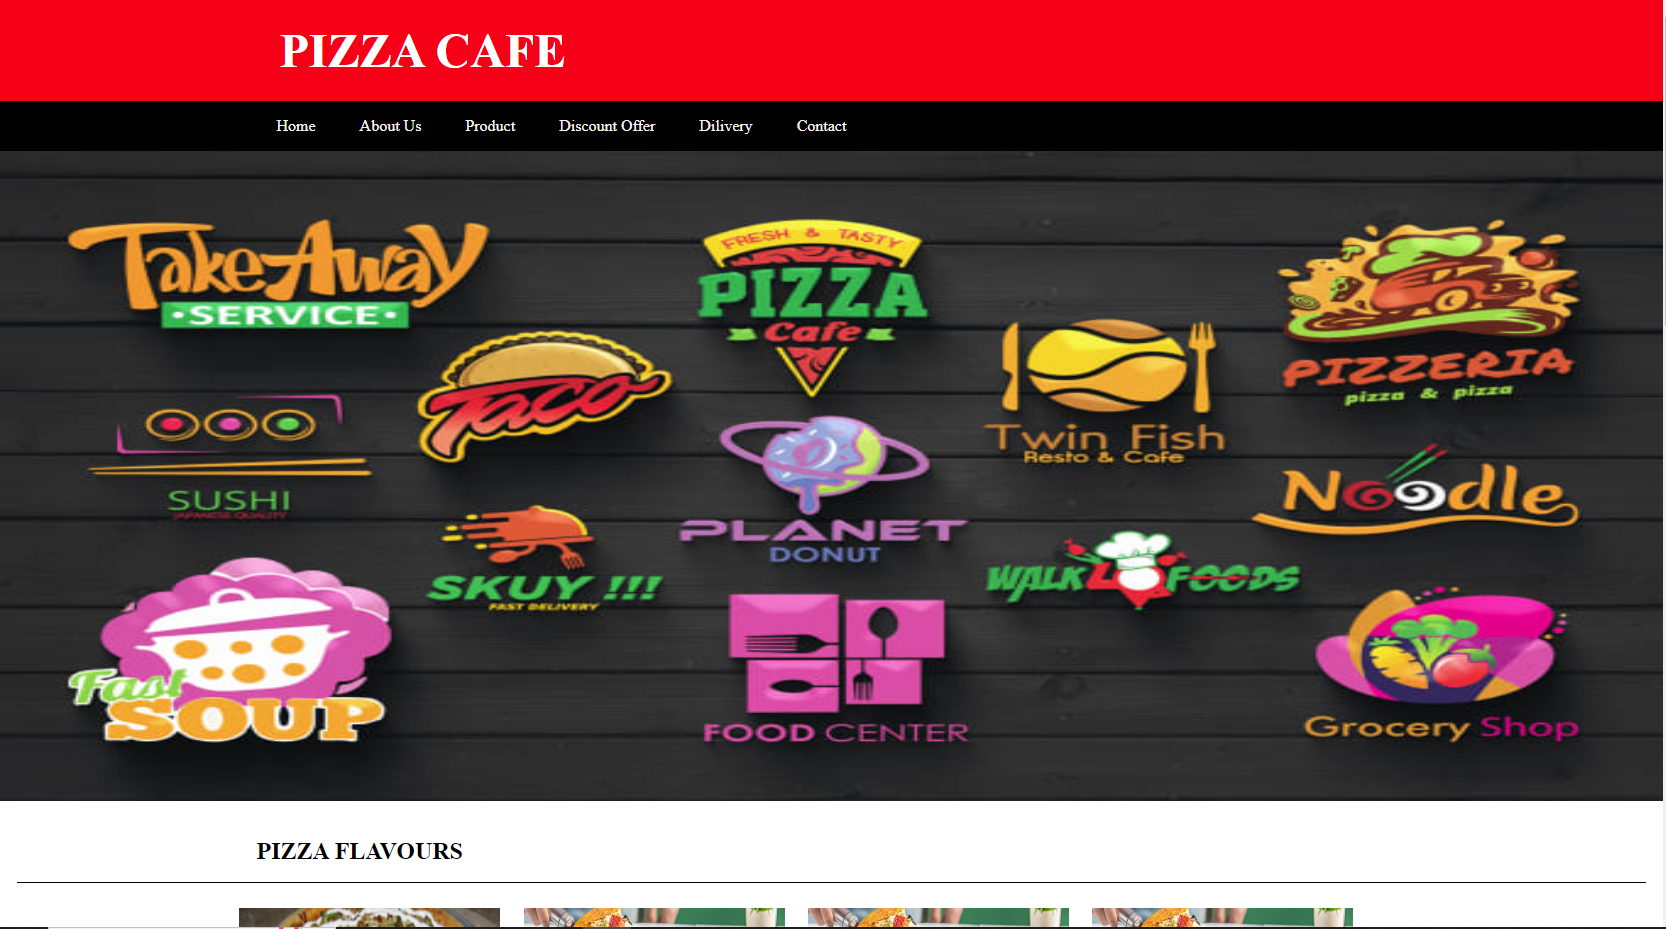 PIZZA CAFE
Home About Us Product Discount Offer Dilivery Contact
TakeAway
SERVICE
FRESH & TASTY
PIZZA
Cafe
PIZZERIA
pizza & pizza
Taco
Twin Fish
Resto & Cafe
SUSHI
JAPANESE QUALITY
PLANET
DONUT
Noodle
SKUY !!!
FAST DELIVERY
WALK FOODS
Fast
SOUP
FOOD CENTER
Grocery Shop
PIZZA FLAVOURS